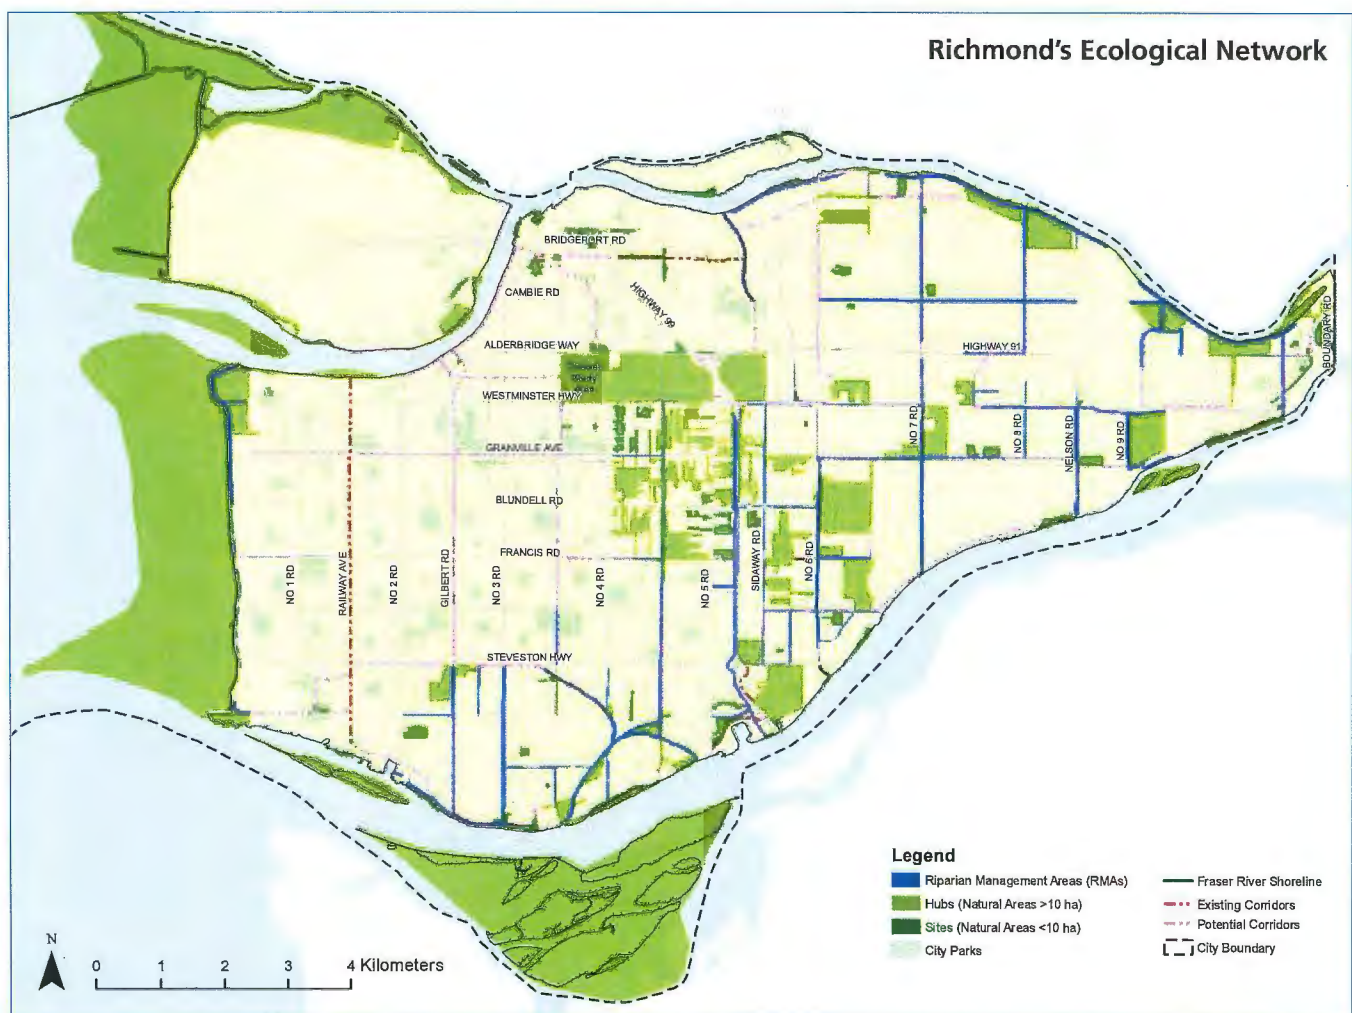 Richmond's Ecological Network
BRIDGEPORT RD
CAMBIE RD
HIGHWAY 99
BOUNDARY RD
ALDERBRIDGE WAY
HIGHWAY 91
WESTMINSTER HWY
GRANVILLE AVE
NO 7 RD
NO 8 RD
NELSON RD
NO 9 RD
BLUNDELL RD
FRANCIS RD
NO 1 RD
RAILWAY AVE
NO 2 RD
GILBERT RD
NO 3 RD
NO 4 RD
NO 5 RD
SIDAWAY RD
NO 6 RD
STEVESTON HWY
Legend
Riparian Management Areas (RMAs)
Hubs (Natural Areas >10 ha)
Sites (Natural Areas <10 ha)
City Parks
Fraser River Shoreline
Existing Corridors
Potential Corridors
City Boundary
N
0 1 2 3 4 Kilometers